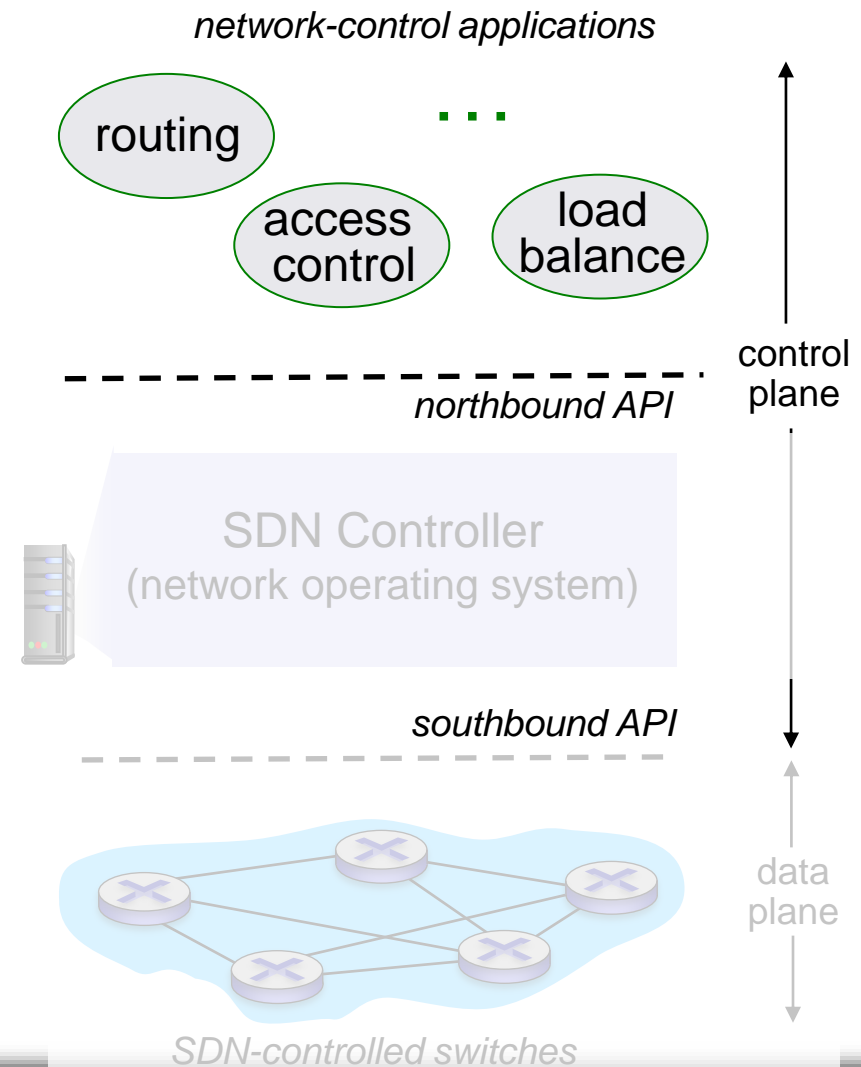 network-control applications
routing
...
access
control
load
balance
control
plane
northbound API
SDN Controller
(network operating system)
southbound API
data
plane
SDN-controlled switches